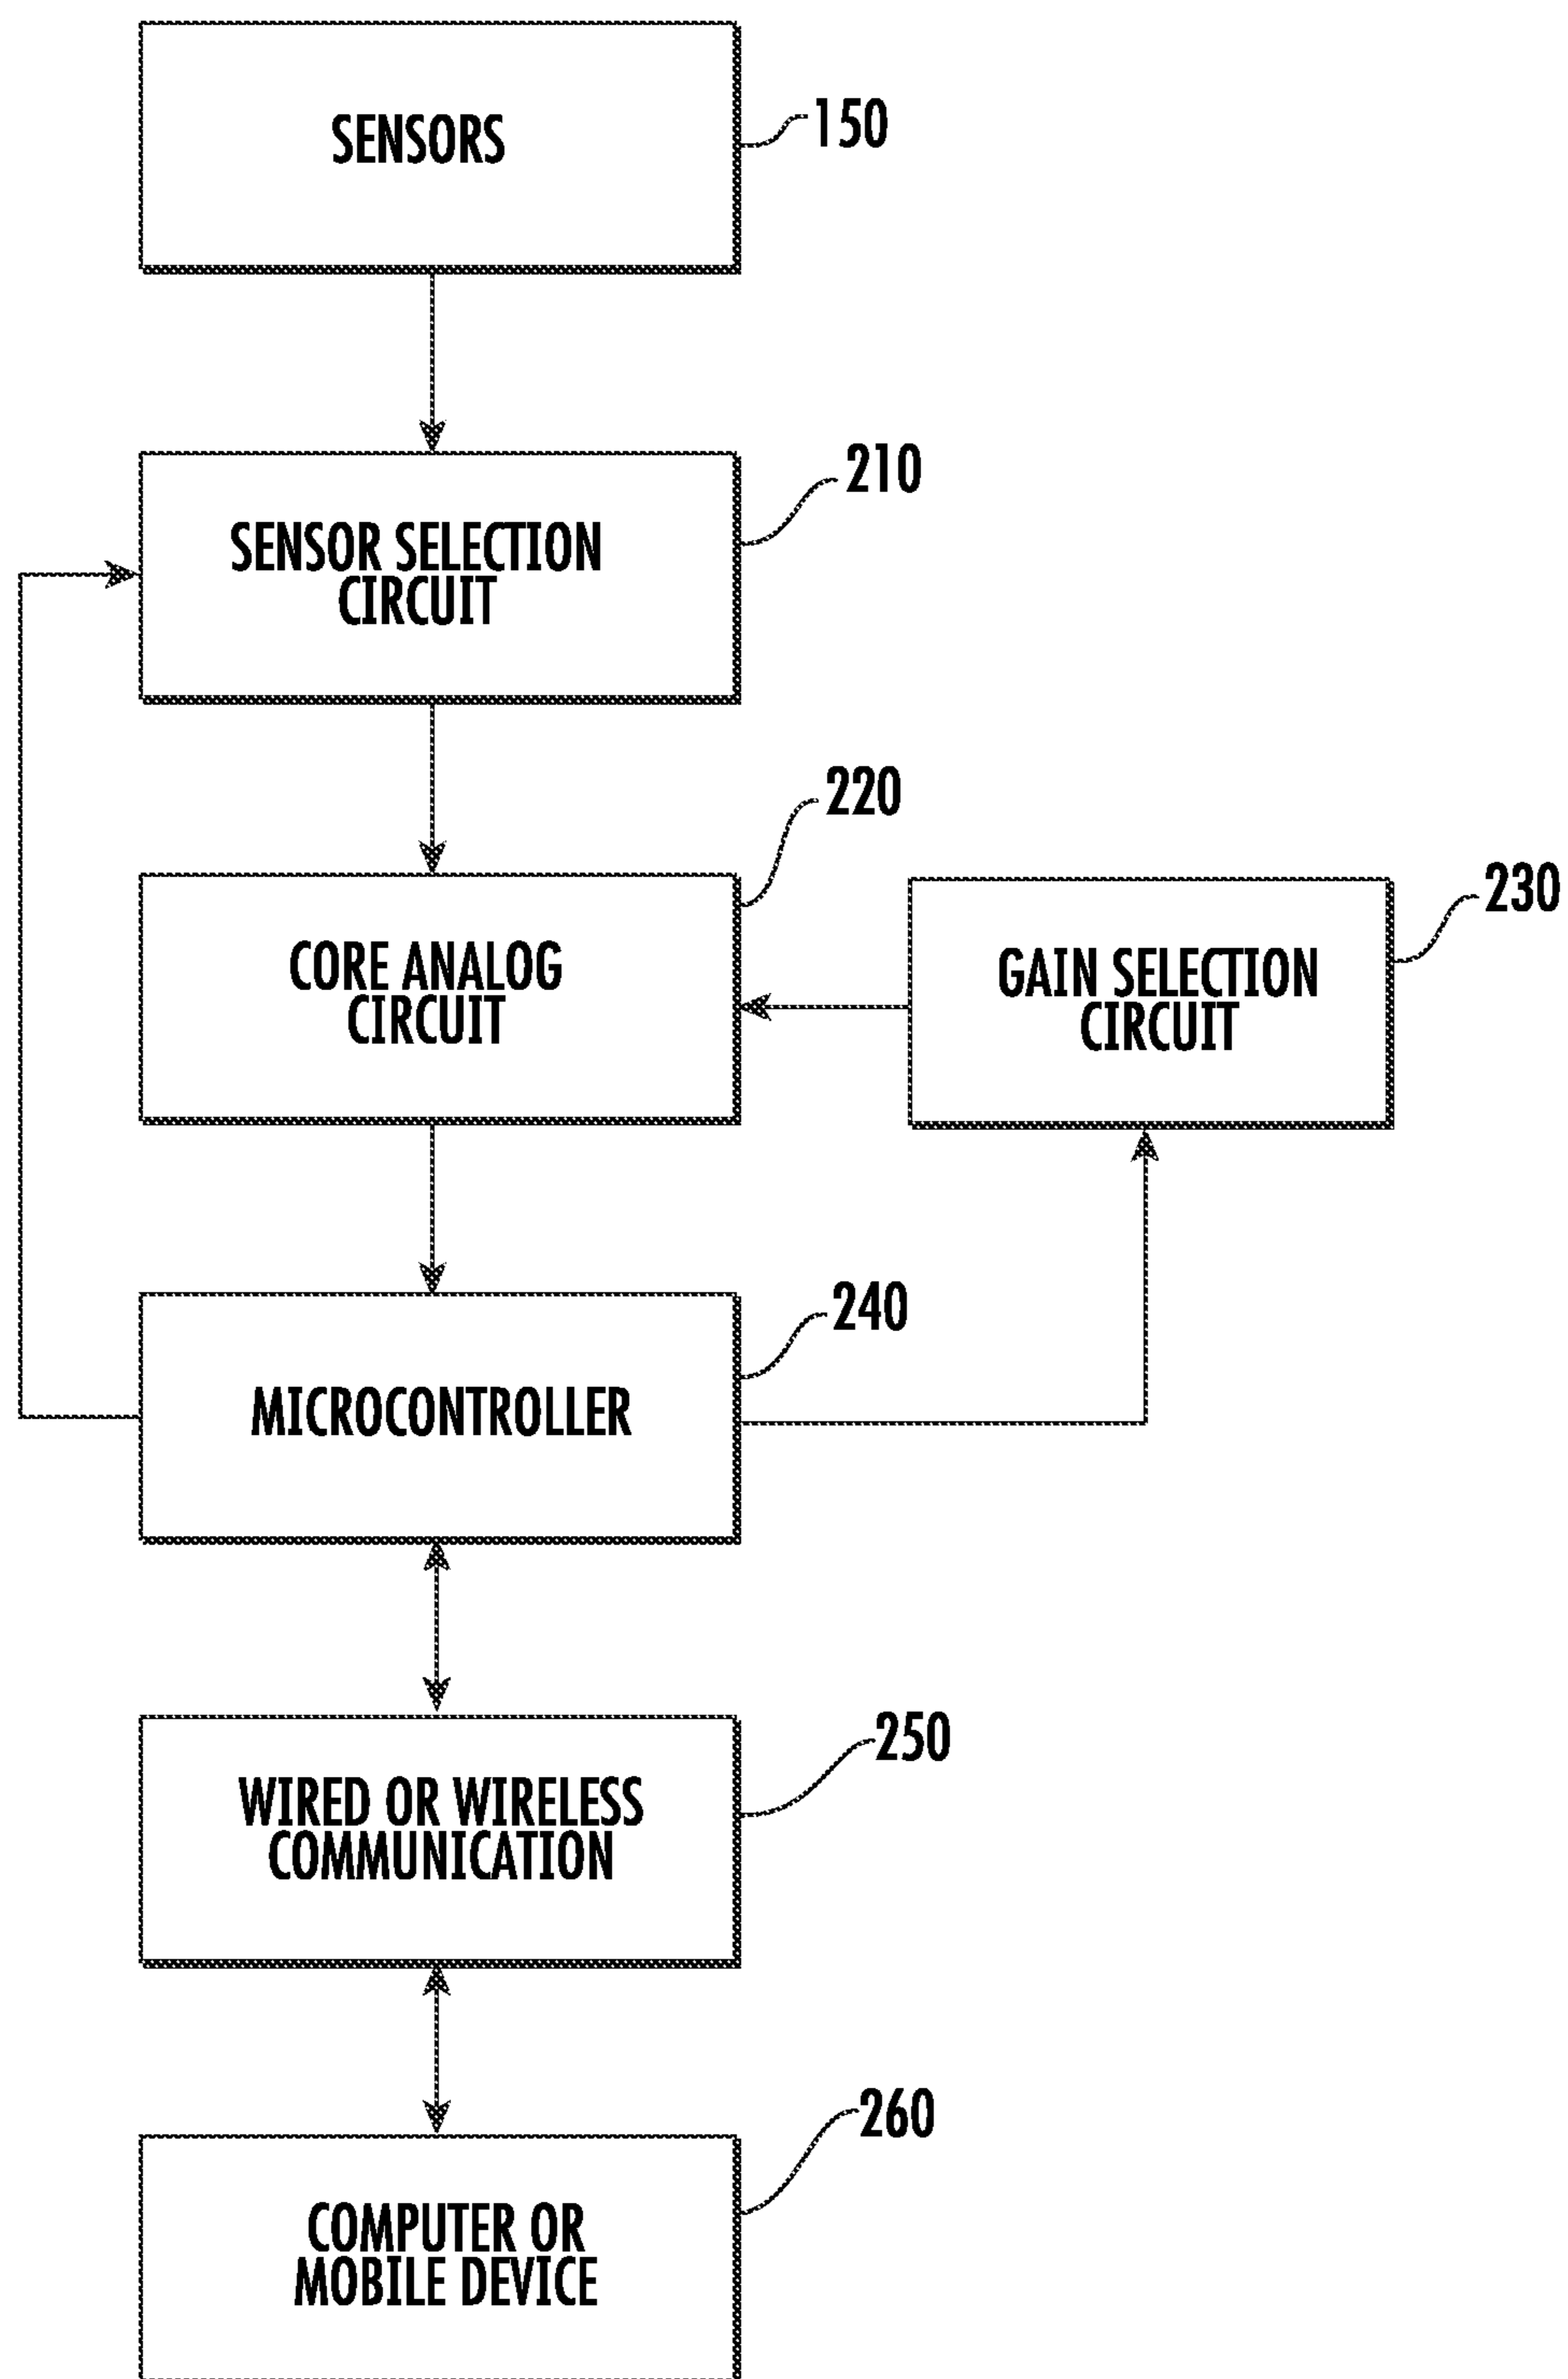 SENSORS
150
SENSOR SELECTION
CIRCUIT
210
CORE ANALOG
CIRCUIT
220
GAIN SELECTION
CIRCUIT
230
MICROCONTROLLER
240
WIRED OR WIRELESS
COMMUNICATION
250
COMPUTER OR
MOBILE DEVICE
260